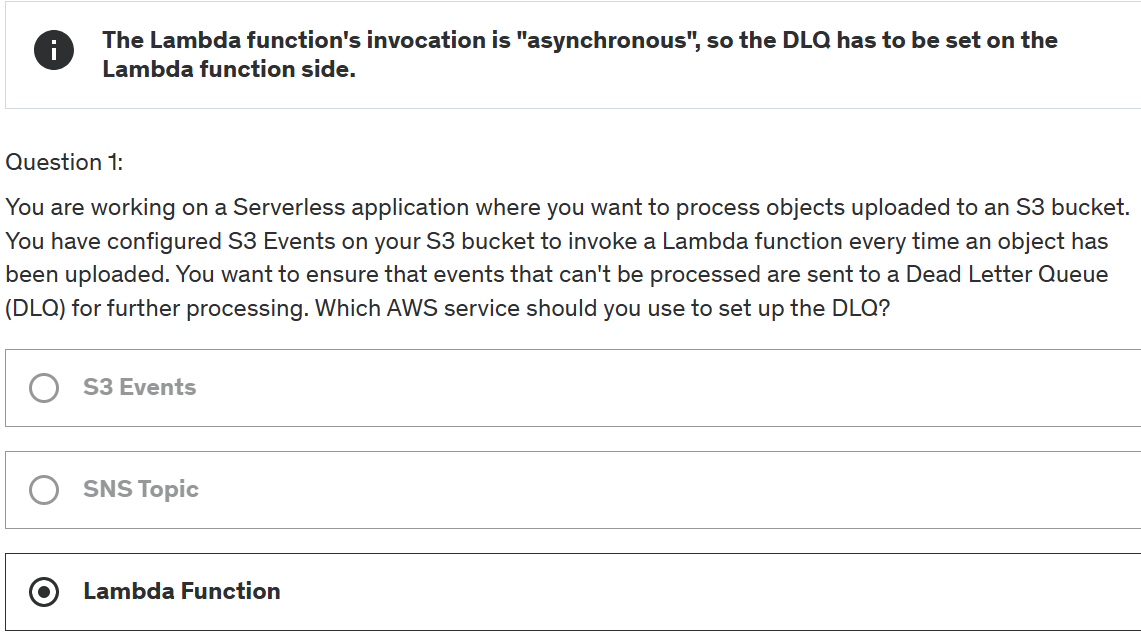 The Lambda function's invocation is "asynchronous", so the DLQ has to be set on the
Lambda function side.
Question 1:
You are working on a Serverless application where you want to process objects uploaded to an S3 bucket.
You have configured S3 Events on your S3 bucket to invoke a Lambda function every time an object has
been uploaded. You want to ensure that events that can't be processed are sent to a Dead Letter Queue
(DLQ) for further processing. Which AWS service should you use to set up the DLQ?
S3 Events
SNS Topic
Lambda Function